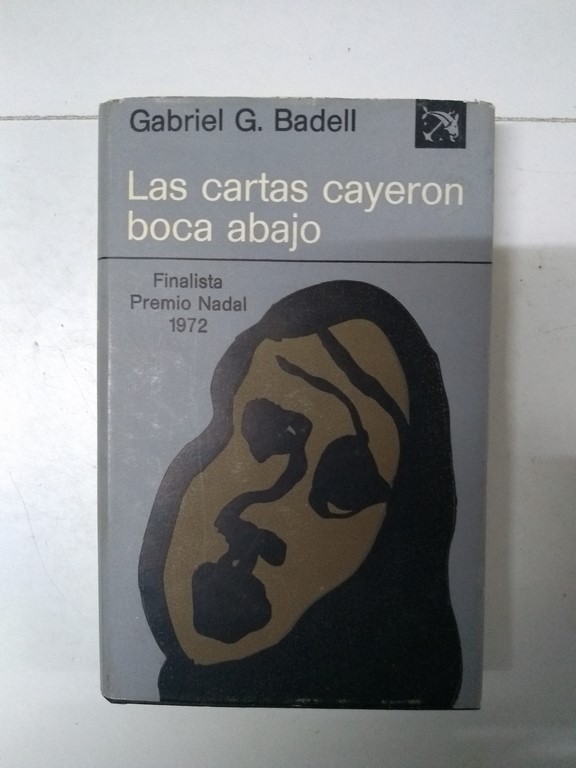 Gabriel G. Badell
Las cartas cayeron
boca abajo
Finalista
Premio Nadal
1972